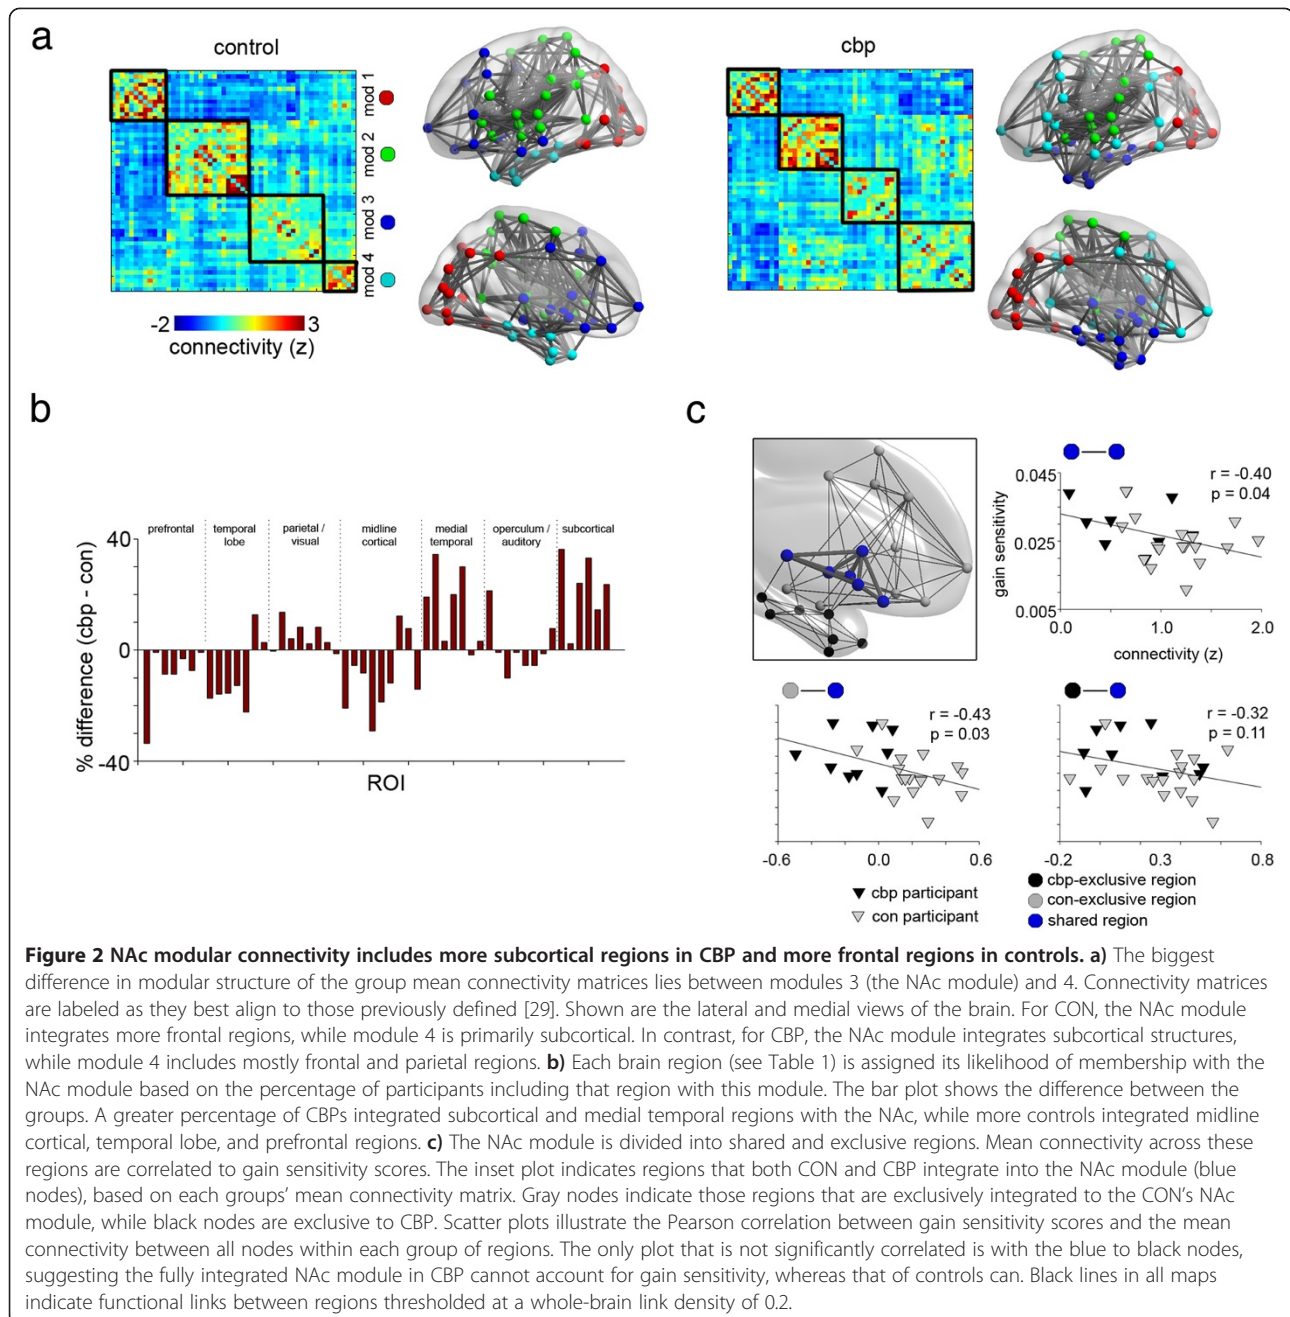 a
control
cbp
mod 1
mod 2
mod 3
mod 4
-2 3
connectivity (z)
b
% difference (cbp - con)
40
0
-40
prefrontal
temporal
lobe
parietal /
visual
midline
cortical
medial
temporal
operculum /
auditory
subcortical
ROI
c
gain sensitivity
0.045
0.025
0.005
r = -0.40
p = 0.04
0.0 1.0 2.0
connectivity (z)
r = -0.43
p = 0.03
-0.6 0.0 0.6
r = -0.32
p = 0.11
-0.2 0.3 0.8
cbp participant
con participant
cbp-exclusive region
con-exclusive region
shared region
Figure 2 NAc modular connectivity includes more subcortical regions in CBP and more frontal regions in controls. a) The biggest
difference in modular structure of the group mean connectivity matrices lies between modules 3 (the NAc module) and 4. Connectivity matrices
are labeled as they best align to those previously defined [29]. Shown are the lateral and medial views of the brain. For CON, the NAc module
integrates more frontal regions, while module 4 is primarily subcortical. In contrast, for CBP, the NAc module integrates subcortical structures,
while module 4 includes mostly frontal and parietal regions. b) Each brain region (see Table 1) is assigned its likelihood of membership with the
NAc module based on the percentage of participants including that region with this module. The bar plot shows the difference between the
groups. A greater percentage of CBPs integrated subcortical and medial temporal regions with the NAc, while more controls integrated midline
cortical, temporal lobe, and prefrontal regions. c) The NAc module is divided into shared and exclusive regions. Mean connectivity across these
regions are correlated to gain sensitivity scores. The inset plot indicates regions that both CON and CBP integrate into the NAc module (blue
nodes), based on each groups' mean connectivity matrix. Gray nodes indicate those regions that are exclusively integrated to the CON's NAc
module, while black nodes are exclusive to CBP. Scatter plots illustrate the Pearson correlation between gain sensitivity scores and the mean
connectivity between all nodes within each group of regions. The only plot that is not significantly correlated is with the blue to black nodes,
suggesting the fully integrated NAc module in CBP cannot account for gain sensitivity, whereas that of controls can. Black lines in all maps
indicate functional links between regions thresholded at a whole-brain link density of 0.2.